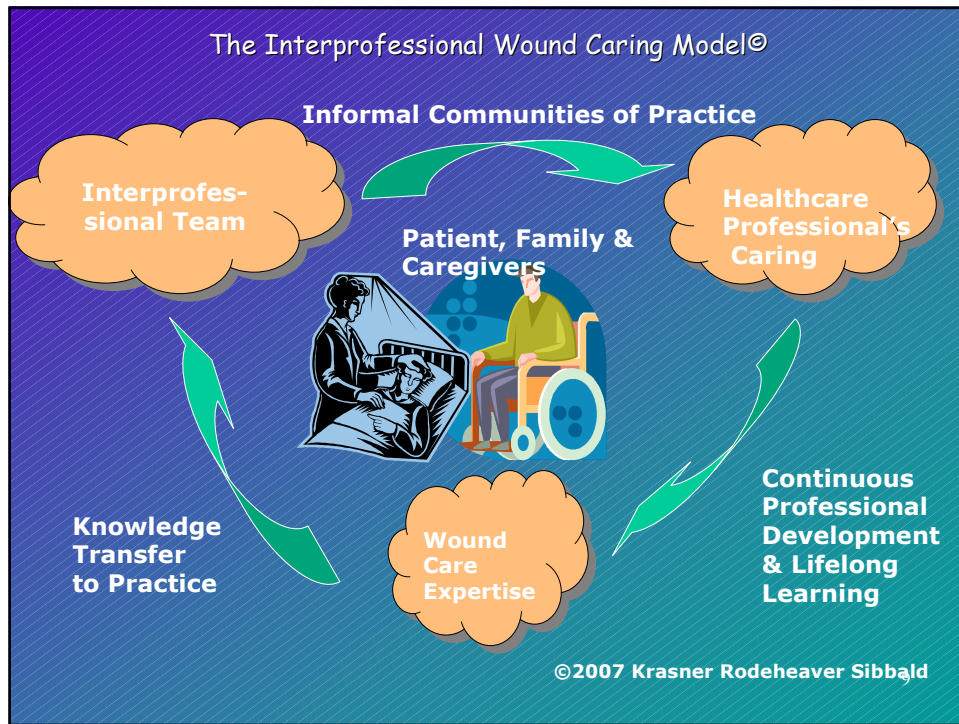 The Interprofessional Wound Caring Model©
Informal Communities of Practice
Interprofes-
sional Team
Healthcare
Professional's
Caring
Patient, Family &
Caregivers
Continuous
Professional
Development
& Lifelong
Learning
Knowledge
Transfer
to Practice
Wound
Care
Expertise
©2007 Krasner Rodeheaver Sibbald
9